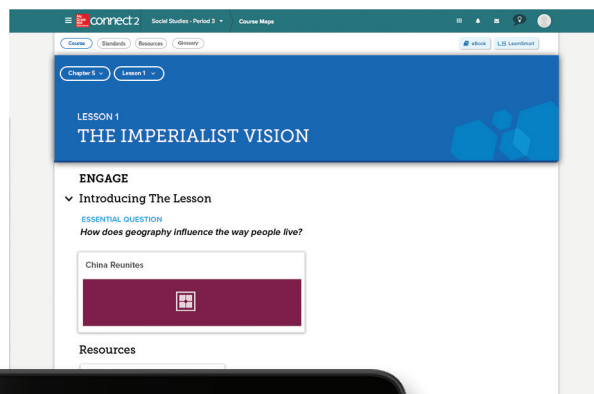 connect2 Social Studies - Period 3 Course Maps
Course Standards Resources Glossary eBook LS LearnSmart
Chapter 5 Lesson 1
LESSON 1
THE IMPERIALIST VISION
ENGAGE
Introducing The Lesson
ESSENTIAL QUESTION
How does geography influence the way people live?
China Reunites
Resources